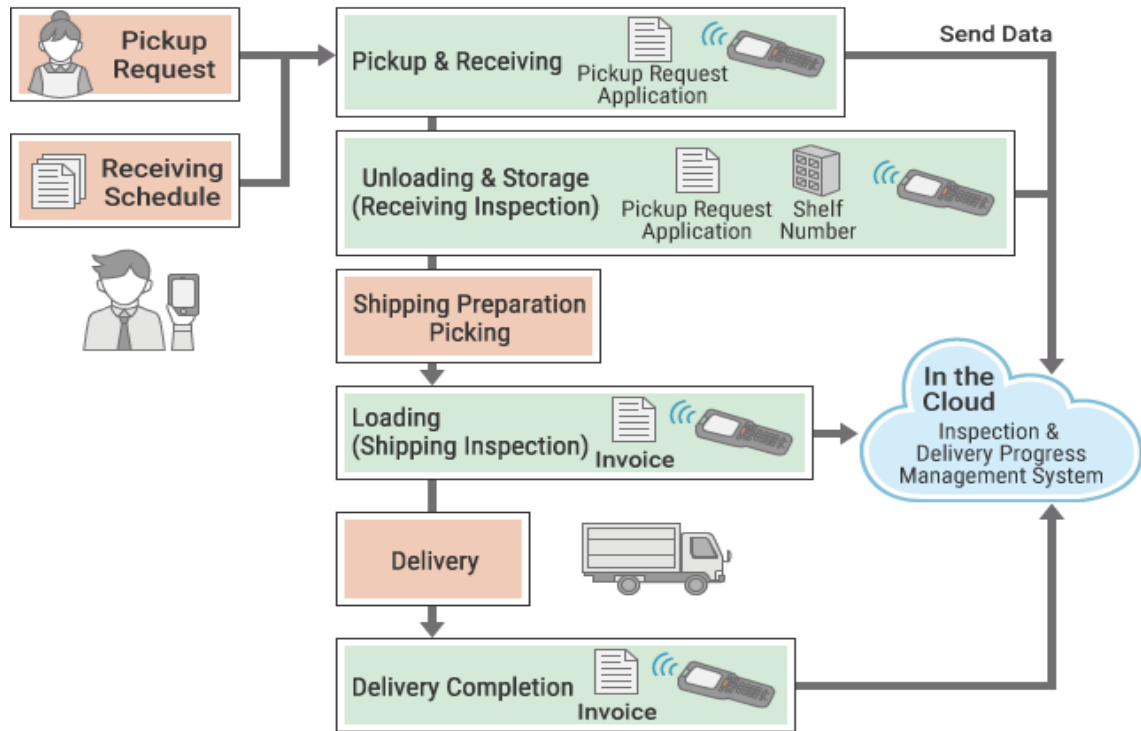 Pickup
Request
Receiving
Schedule
Pickup & Receiving
Pickup Request
Application
Send Data
Unloading & Storage
(Receiving Inspection)
Pickup Request
Application
Shelf
Number
Shipping Preparation
Picking
Loading
(Shipping Inspection)
Invoice
In the
Cloud
Inspection &
Delivery Progress
Management System
Delivery
Delivery Completion
Invoice